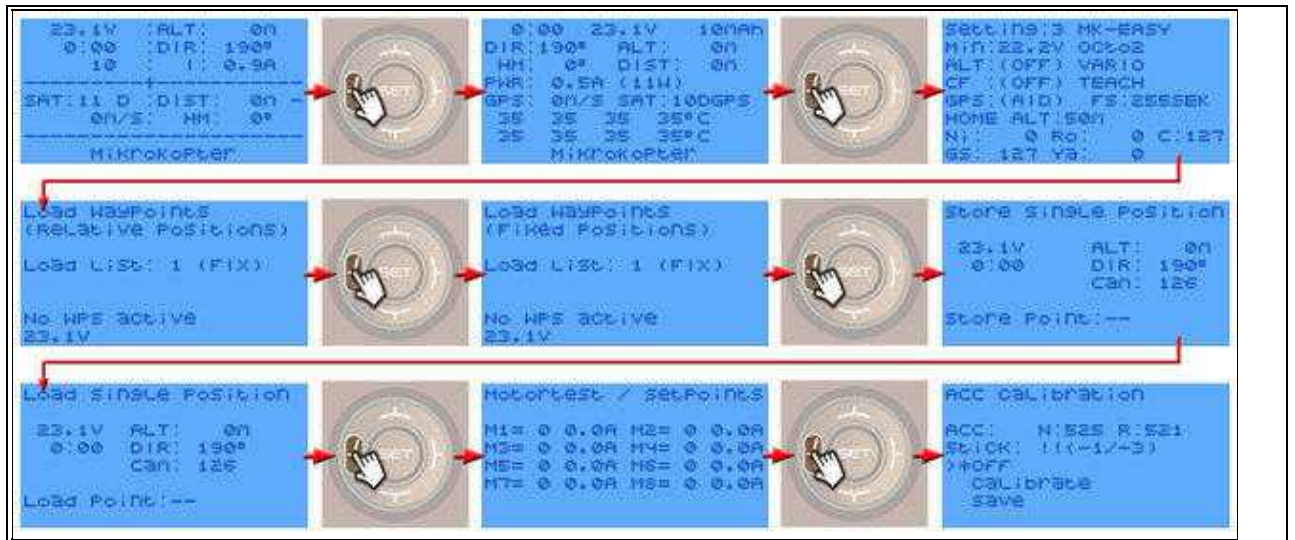 23.1V :ALT: 0m
0:00 :DIR: 190°
10 : I: 0.9A
SAT:11 D :DIST: 0m -
0m/s: HM: 0°
MikroKopter
0:00 23.1V 10mAh
DIR:190° ALT: 0m
HM: 0° DIST: 0m
PWR: 0.5A (11W)
GPS: 0m/s SAT:10DGPS
35 35 35 35°C
35 35 35 35°C
MikroKopter
Setting:3 MK-EASY
Min:22.2V Octo2
ALT:(OFF) VARIO
CF :(OFF) TEACH
GPS:(AID) FS:255SEK
HOME ALT:50m
Ni: 0 Ro: 0 C:127
GS: 127 Ya: 0
Load WayPoints
(Relative Positions)
Load List: 1 (FIX)
No WPs active
23.1V
Load WayPoints
(Fixed Positions)
Load List: 1 (FIX)
No WPs active
23.1V
Store Single Position
23.1V ALT: 0m
0:00 DIR: 190°
Can: 126
Store Point:--
Load Single Position
23.1V ALT: 0m
0:00 DIR: 190°
Can: 126
Load Point:--
Motortest / SetPoints
M1= 0 0.0A M2= 0 0.0A
M3= 0 0.0A M4= 0 0.0A
M5= 0 0.0A M6= 0 0.0A
M7= 0 0.0A M8= 0 0.0A
ACC Calibration
ACC: N:525 R:521
Stick: !!(-1/-3)
>*OFF
Calibrate
Save
SET
SET
SET
SET
SET
SET